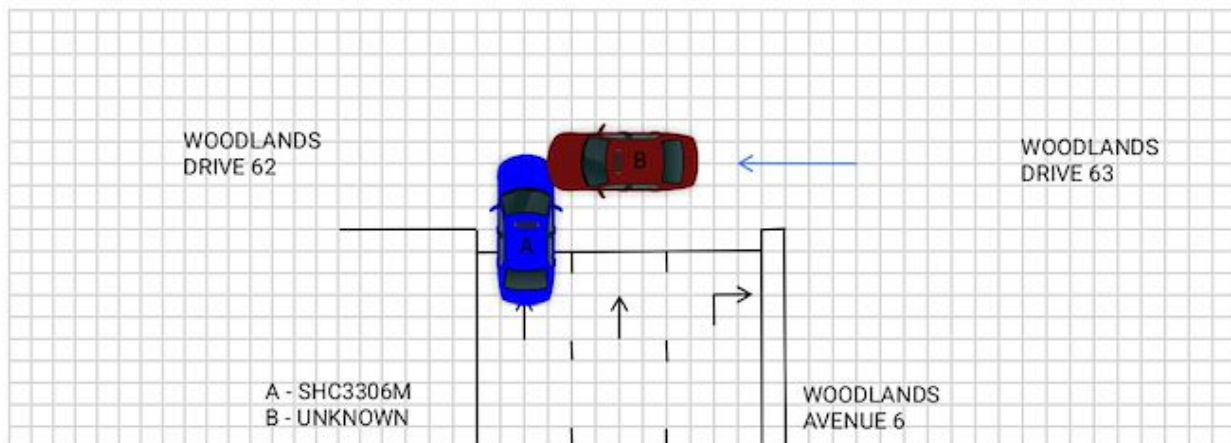 WOODLANDS
DRIVE 62
B
WOODLANDS
DRIVE 63
A
A - SHC3306M
B - UNKNOWN
WOODLANDS
AVENUE 6